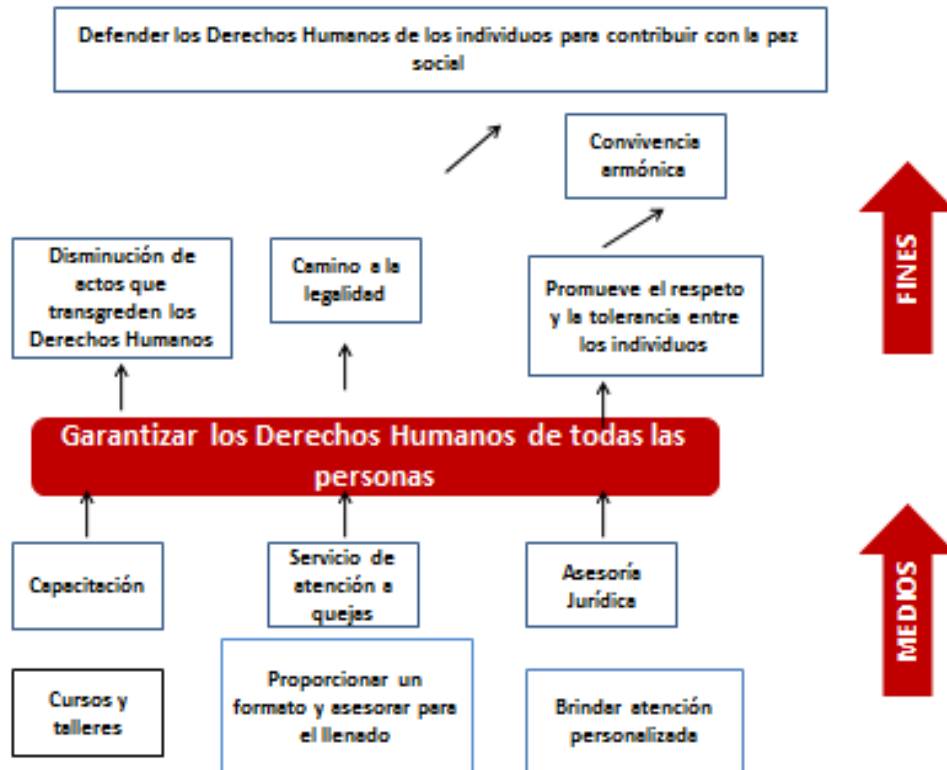 Defender los Derechos Humanos de los individuos para contribuir con la paz
social
Convivencia
armónica
Disminución de
actos que
transgreden los
Derechos Humanos
Camino a la
legalidad
Promueve el respeto
y la tolerancia entre
los individuos
FINES
Garantizar los Derechos Humanos de todas las
personas
Capacitación
Servicio de
atención a
quejas
Asesoría
Jurídica
MEDIOS
Cursos y
talleres
Proporcionar un
formato y asesorar para
el llenado
Brindar atención
personalizada